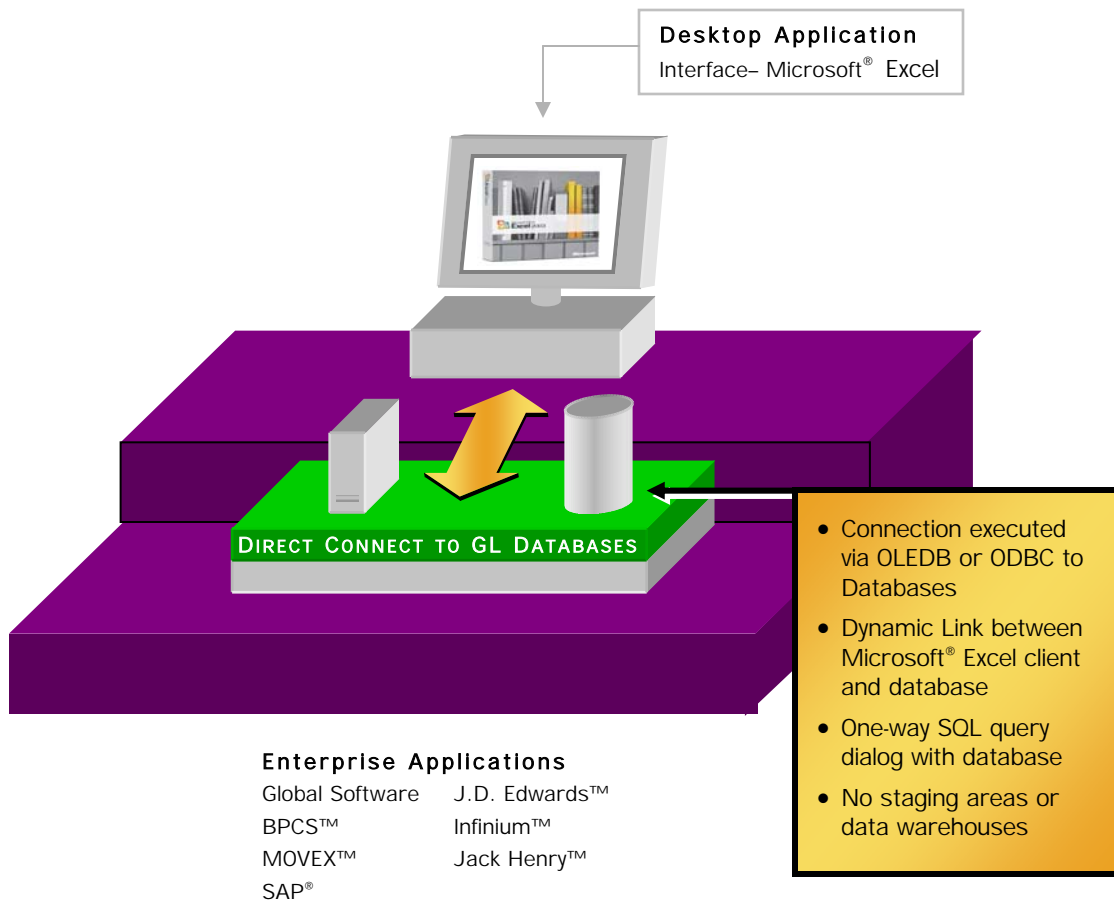 Desktop Application
Interface– Microsoft® Excel
Excel
Microsoft
DIRECT CONNECT TO GL DATABASES
• Connection executed
via OLEDB or ODBC to
Databases
• Dynamic Link between
Microsoft® Excel client
and database
• One-way SQL query
dialog with database
• No staging areas or
data warehouses
Enterprise Applications
Global Software J.D. Edwards™
BPCS™ Infinium™
MOVEX™ Jack Henry™
SAP®